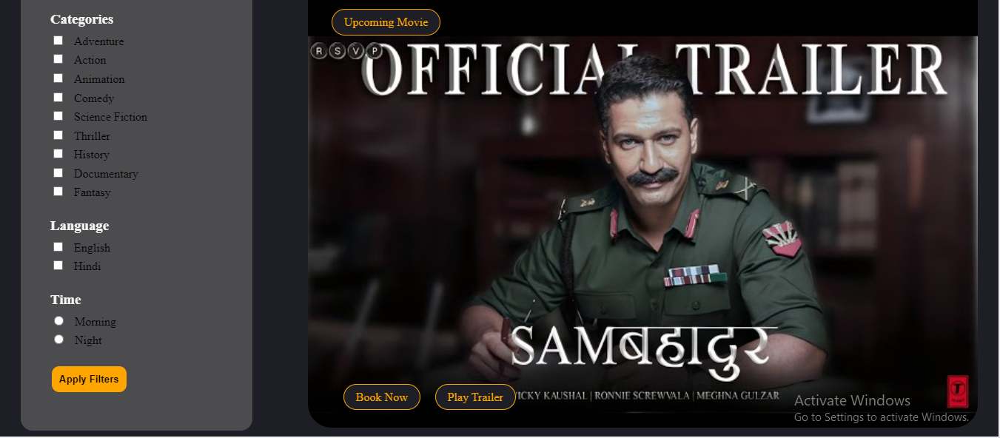 Categories
Adventure
Action
Animation
Comedy
Science Fiction
Thriller
History
Documentary
Fantasy
Language
English
Hindi
Time
Morning
Night
Apply Filters
Upcoming Movie
R S V P
OFFICIAL TRAILER
SAMबहादुर
Book Now
Play Trailer
VICKY KAUSHAL | RONNIE SCREWVALA | MEGHNA GULZAR
Activate Windows
Go to Settings to activate Windows.